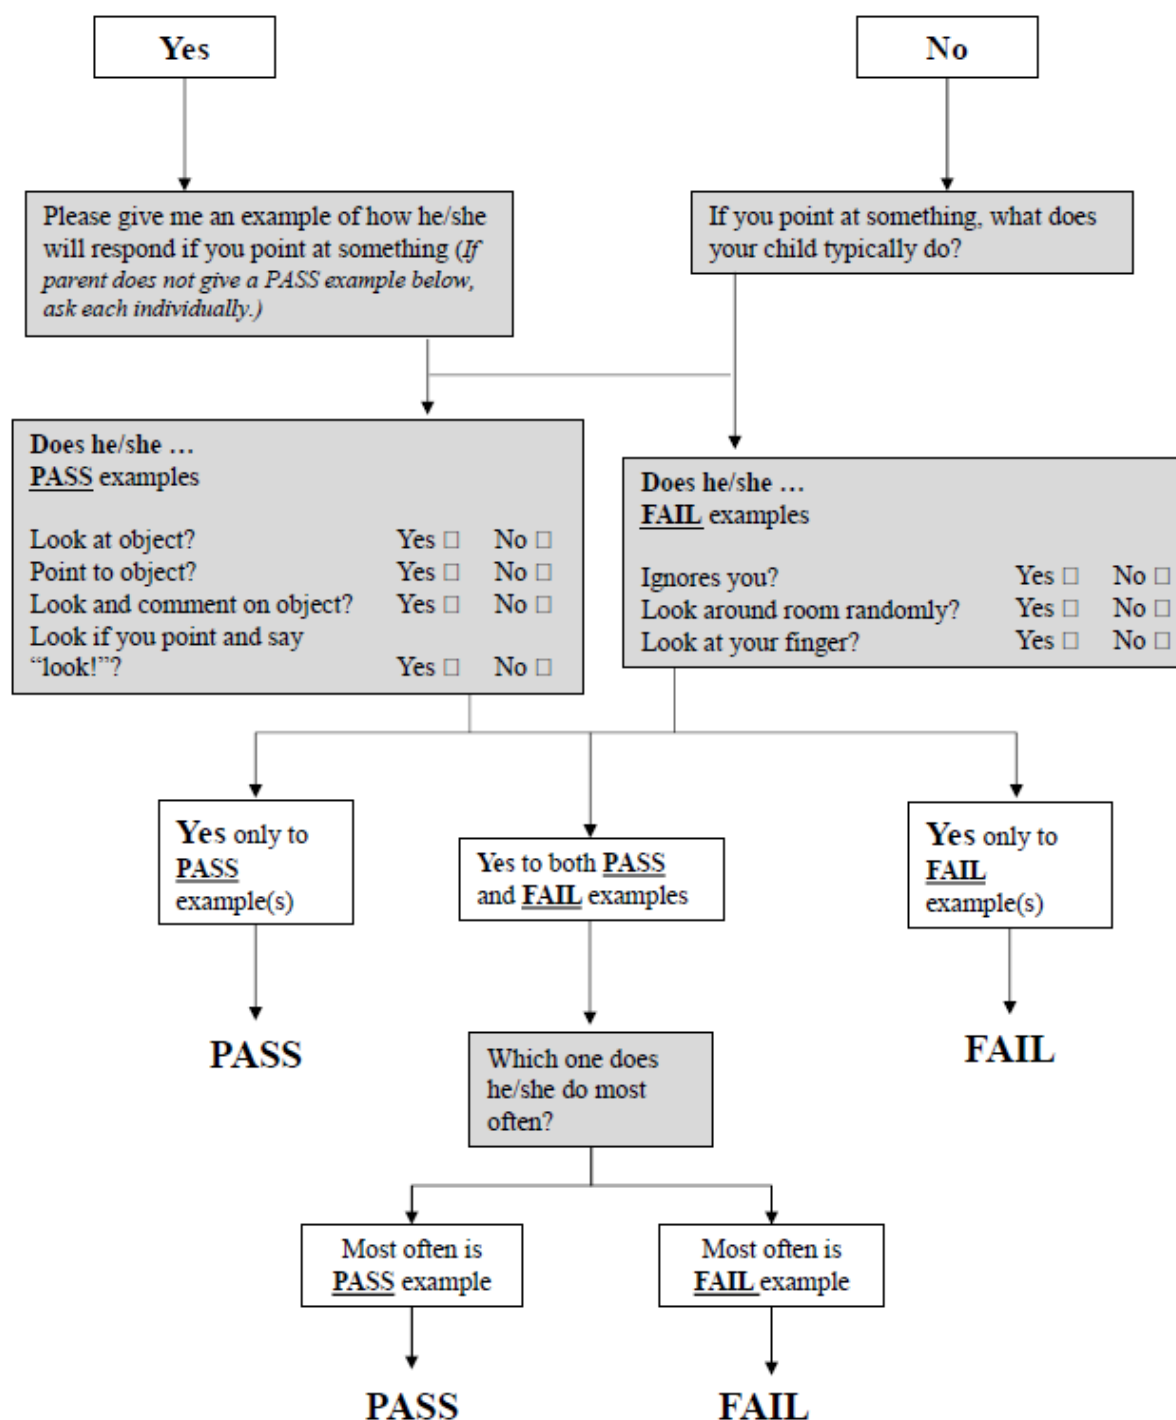 Yes
No
Please give me an example of how he/she
will respond if you point at something (If
parent does not give a PASS example below,
ask each individually.)
If you point at something, what does
your child typically do?
Does he/she …
PASS examples
Look at object? Yes □ No □
Point to object? Yes □ No □
Look and comment on object? Yes □ No □
Look if you point and say
“look!”? Yes □ No □
Does he/she …
FAIL examples
Ignores you? Yes □ No □
Look around room randomly? Yes □ No □
Look at your finger? Yes □ No □
Yes only to
PASS
example(s)
Yes to both PASS
and FAIL examples
Yes only to
FAIL
example(s)
PASS
FAIL
Which one does
he/she do most
often?
Most often is
PASS example
Most often is
FAIL example
PASS
FAIL